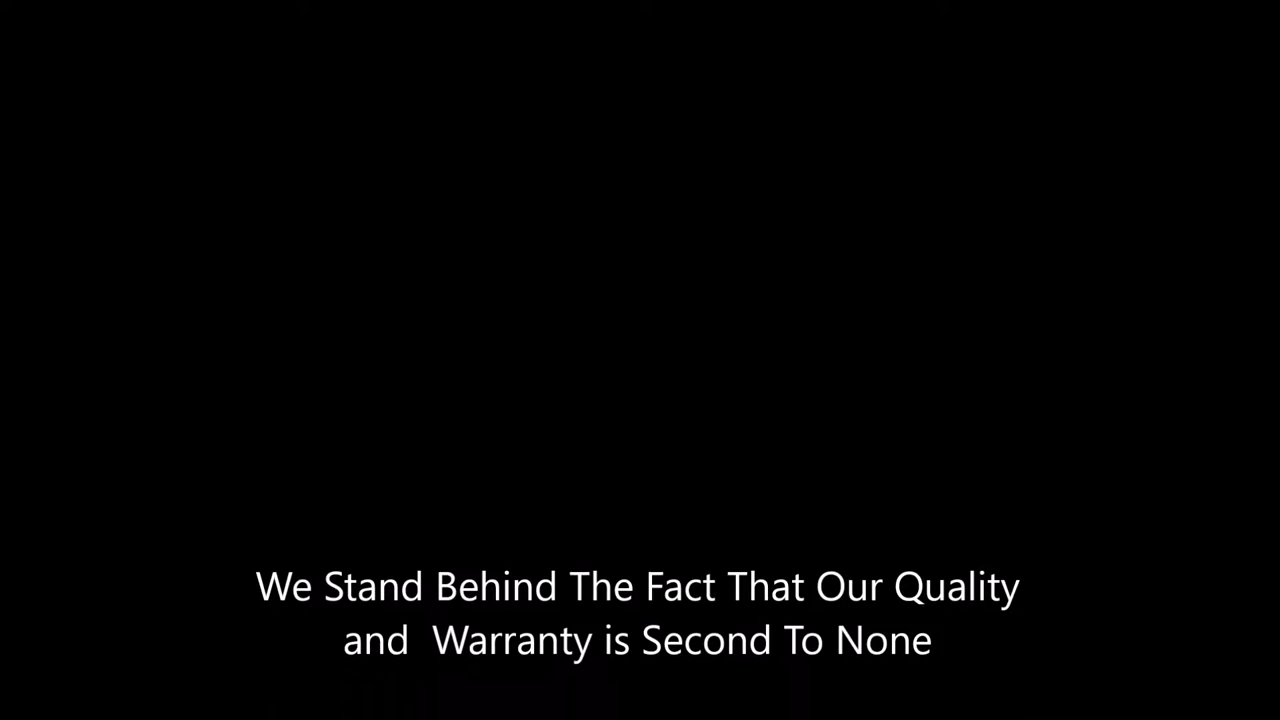 We Stand Behind The Fact That Our Quality
and  Warranty is Second To None